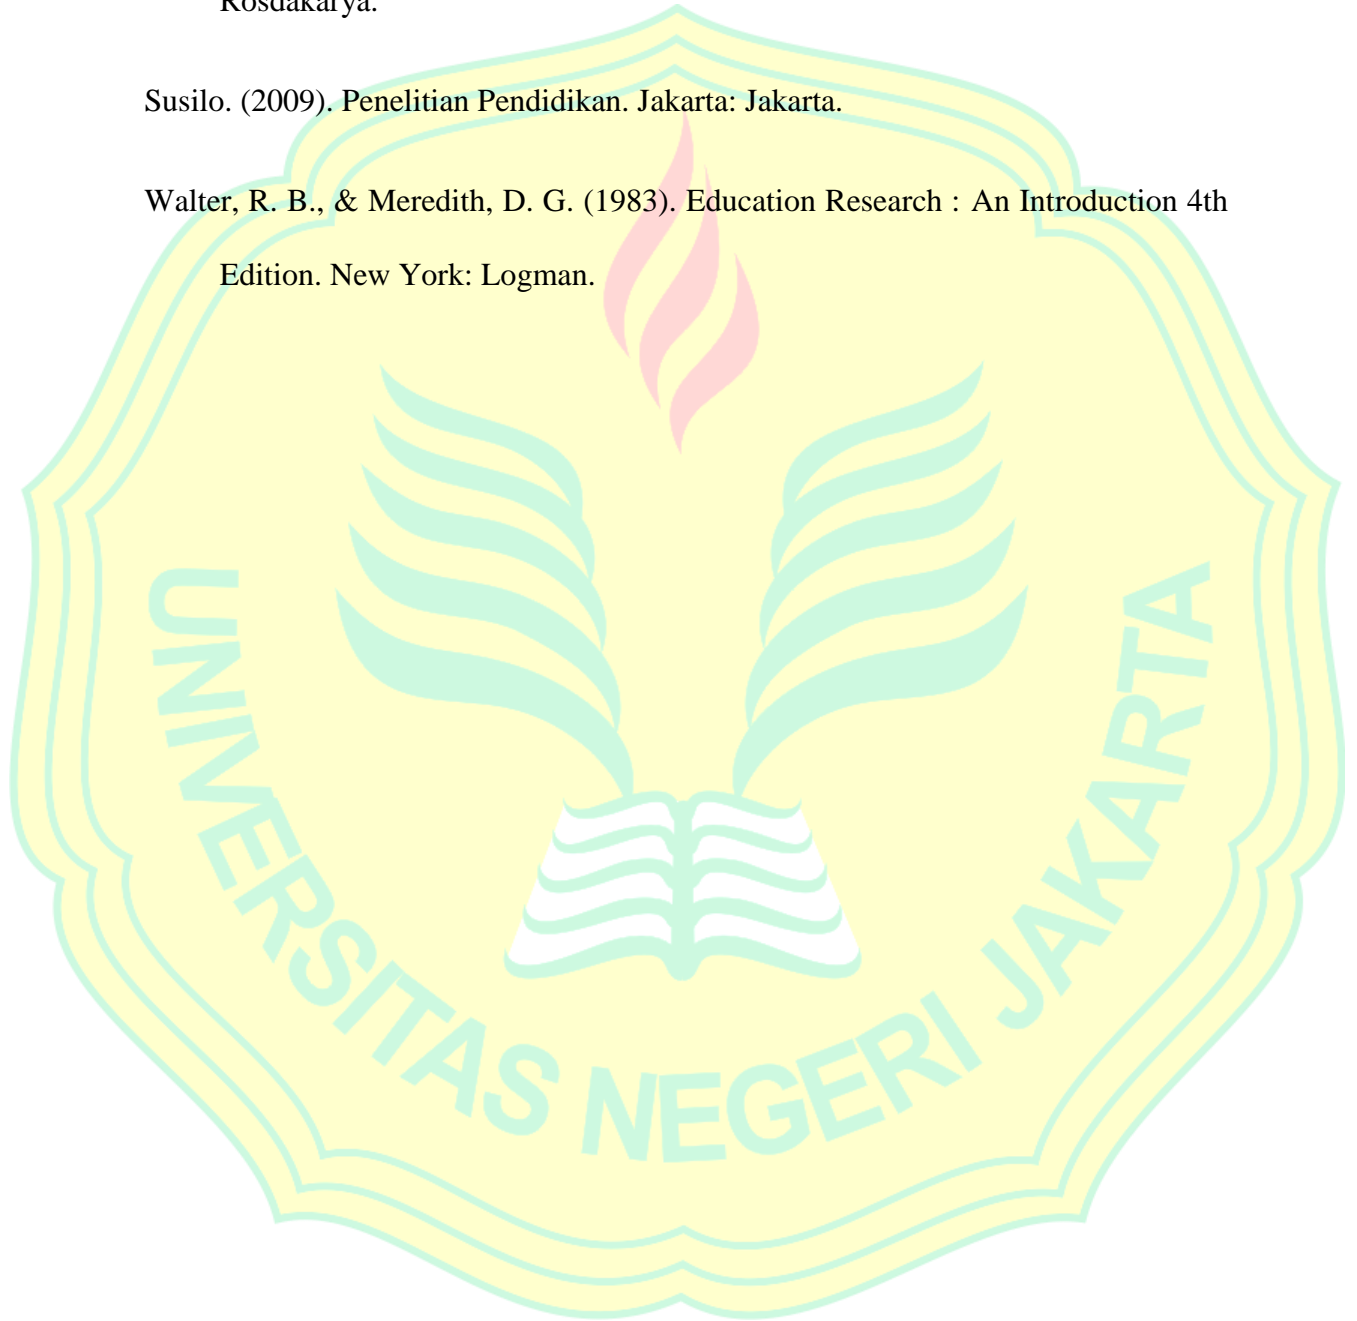 Rosdakarya.
Susilo. (2009). Penelitian Pendidikan. Jakarta: Jakarta.
Walter, R. B., & Meredith, D. G. (1983). Education Research : An Introduction 4th
Edition. New York: Logman.
UNIVERSITAS NEGERI JAKARTA